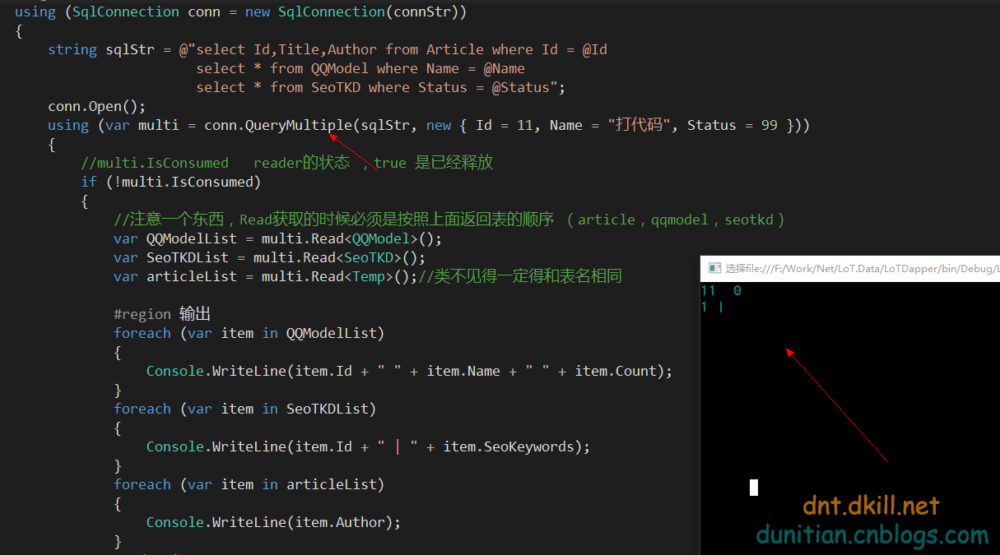 using (SqlConnection conn = new SqlConnection(connStr))
{
string sqlStr = @"select Id,Title,Author from Article where Id = @Id
select * from QQModel where Name = @Name
select * from SeoTKD where Status = @Status";
conn.Open();
using (var multi = conn.QueryMultiple(sqlStr, new { Id = 11, Name = "打代码", Status = 99 }))
{
//multi.IsConsumed reader的状态 ，true 是已经释放
if (!multi.IsConsumed)
{
//注意一个东西，Read获取的时候必须是按照上面返回表的顺序 （article，qqmodel，seotkd）
var QQModelList = multi.Read<QQModel>();
var SeoTKDList = multi.Read<SeoTKD>();
var articleList = multi.Read<Temp>();//类不见得一定得和表名相同
#region 输出
foreach (var item in QQModelList)
{
Console.WriteLine(item.Id + " " + item.Name + " " + item.Count);
}
foreach (var item in SeoTKDList)
{
Console.WriteLine(item.Id + " | " + item.SeoKeywords);
}
foreach (var item in articleList)
{
Console.WriteLine(item.Author);
}
选择file:///F:/Work/Net/LoT.Data/LoTDapper/bin/Debug/L
11 0
1 |
dnt.dkill.net
dunitian.cnblogs.com